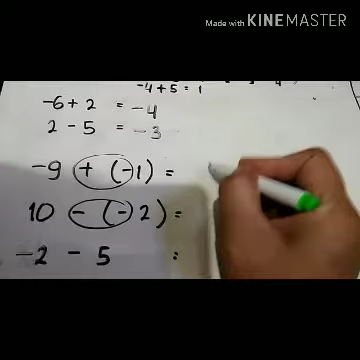 Made with KINEMASTER
-4+5 = 1
-6+2 = -4
2-5 = -3
-9 + (-1) =
10 - (-2) =
-2 - 5 :